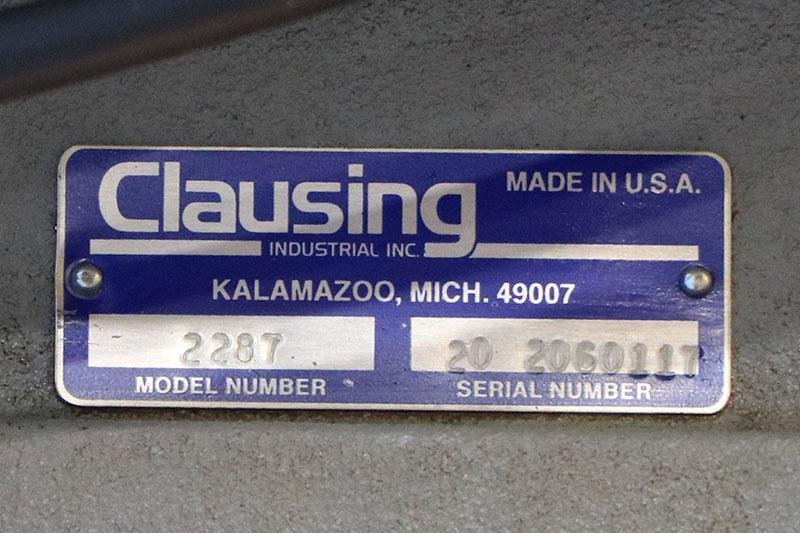 Clausing
MADE IN U.S.A.
INDUSTRIAL INC.
KALAMAZOO, MICH. 49007
2287
20 2060117
MODEL NUMBER
SERIAL NUMBER